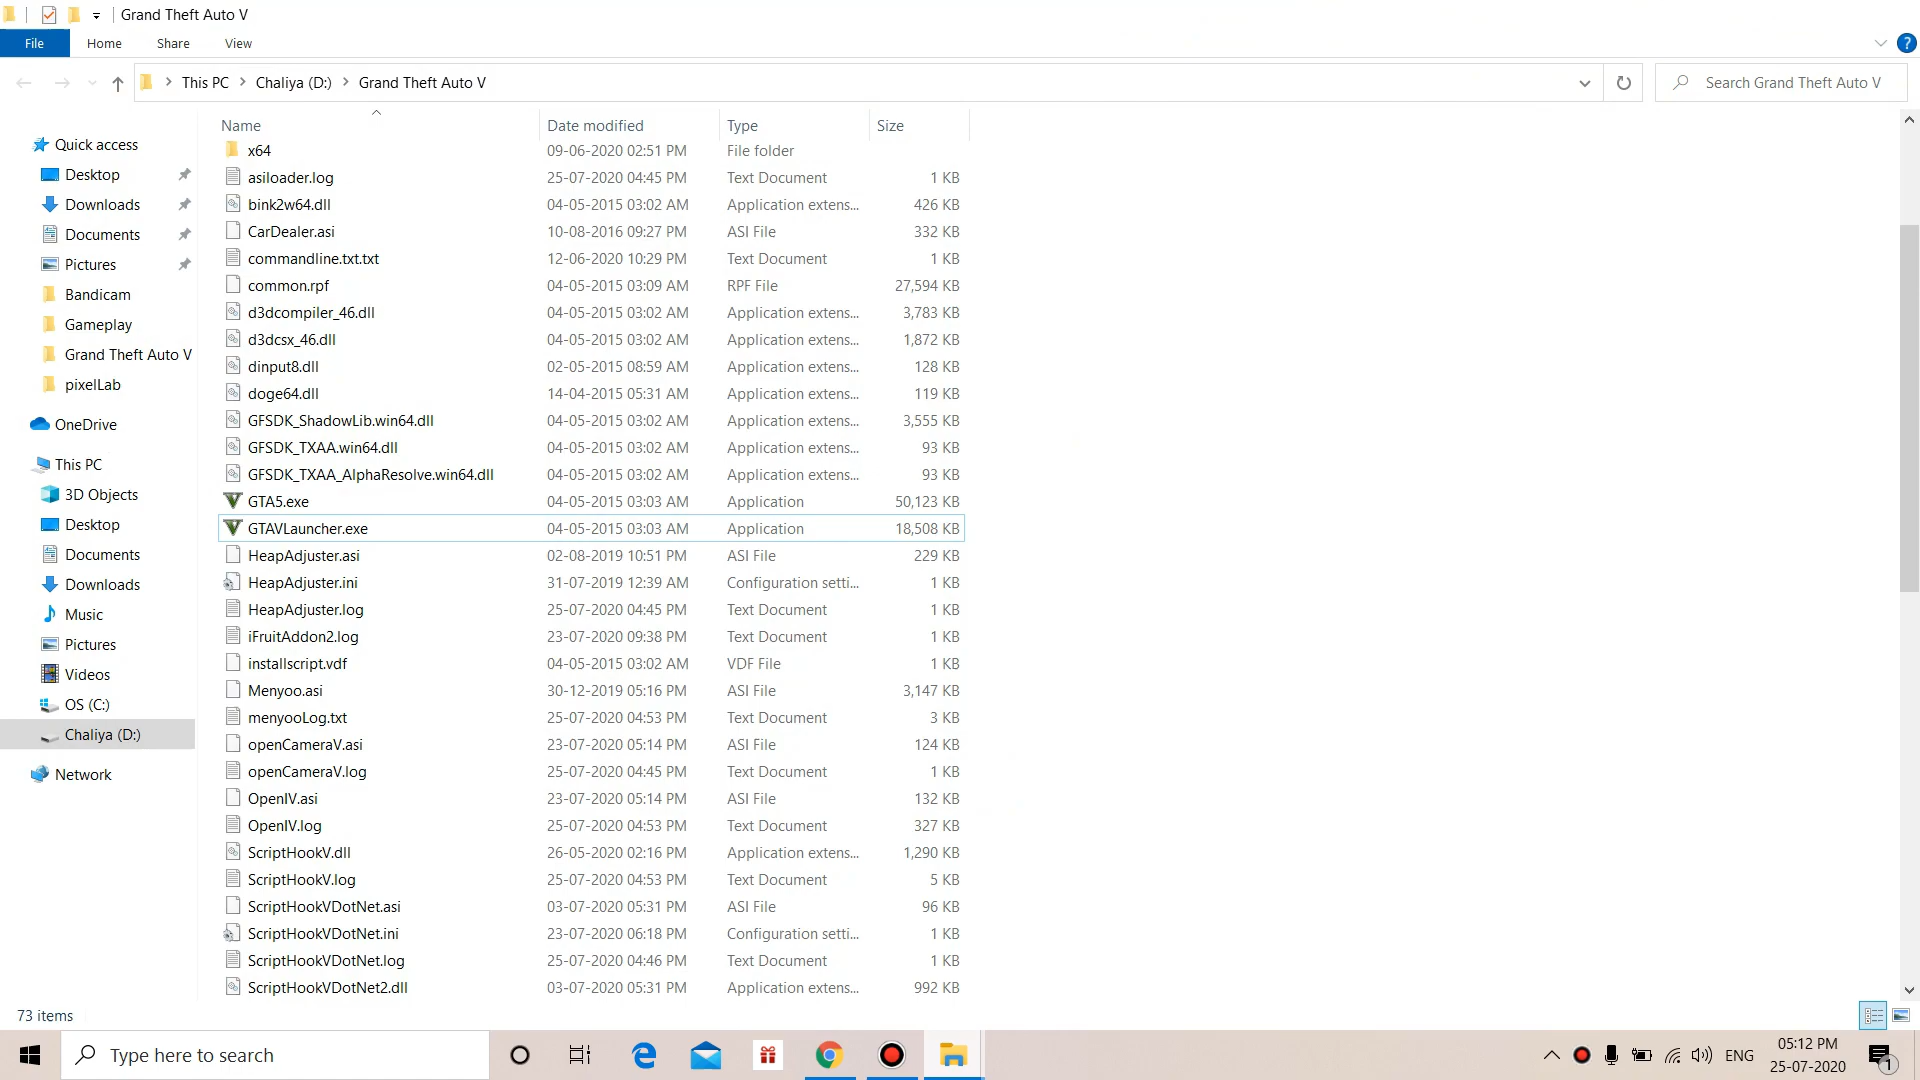 Grand Theft Auto V
File Home Share View
This PC Chaliya (D:) Grand Theft Auto V Search Grand Theft Auto V
Quick access
Desktop
Downloads
Documents
Pictures
Bandicam
Gameplay
Grand Theft Auto V
pixelLab
OneDrive
This PC
3D Objects
Desktop
Documents
Downloads
Music
Pictures
Videos
OS (C:)
Chaliya (D:)
Network
Name Date modified Type Size
x64 09-06-2020 02:51 PM File folder
asiloader.log 25-07-2020 04:45 PM Text Document 1 KB
bink2w64.dll 04-05-2015 03:02 AM Application extens... 426 KB
CarDealer.asi 10-08-2016 09:27 PM ASI File 332 KB
commandline.txt.txt 12-06-2020 10:29 PM Text Document 1 KB
common.rpf 04-05-2015 03:09 AM RPF File 27,594 KB
d3dcompiler_46.dll 04-05-2015 03:02 AM Application extens... 3,783 KB
d3dcsx_46.dll 04-05-2015 03:02 AM Application extens... 1,872 KB
dinput8.dll 02-05-2015 08:59 AM Application extens... 128 KB
doge64.dll 14-04-2015 05:31 AM Application extens... 119 KB
GFSDK_ShadowLib.win64.dll 04-05-2015 03:02 AM Application extens... 3,555 KB
GFSDK_TXAA.win64.dll 04-05-2015 03:02 AM Application extens... 93 KB
GFSDK_TXAA_AlphaResolve.win64.dll 04-05-2015 03:02 AM Application extens... 93 KB
GTA5.exe 04-05-2015 03:03 AM Application 50,123 KB
GTAVLauncher.exe 04-05-2015 03:03 AM Application 18,508 KB
HeapAdjuster.asi 02-08-2019 10:51 PM ASI File 229 KB
HeapAdjuster.ini 31-07-2019 12:39 AM Configuration setti... 1 KB
HeapAdjuster.log 25-07-2020 04:45 PM Text Document 1 KB
iFruitAddon2.log 23-07-2020 09:38 PM Text Document 1 KB
installscript.vdf 04-05-2015 03:02 AM VDF File 1 KB
Menyoo.asi 30-12-2019 05:16 PM ASI File 3,147 KB
menyooLog.txt 25-07-2020 04:53 PM Text Document 3 KB
openCameraV.asi 23-07-2020 05:14 PM ASI File 124 KB
openCameraV.log 25-07-2020 04:45 PM Text Document 1 KB
OpenIV.asi 23-07-2020 05:14 PM ASI File 132 KB
OpenIV.log 25-07-2020 04:53 PM Text Document 327 KB
ScriptHookV.dll 26-05-2020 02:16 PM Application extens... 1,290 KB
ScriptHookV.log 25-07-2020 04:53 PM Text Document 5 KB
ScriptHookVDotNet.asi 03-07-2020 05:31 PM ASI File 96 KB
ScriptHookVDotNet.ini 23-07-2020 06:18 PM Configuration setti... 1 KB
ScriptHookVDotNet.log 25-07-2020 04:46 PM Text Document 1 KB
ScriptHookVDotNet2.dll 03-07-2020 05:31 PM Application extens... 992 KB
73 items
Type here to search
ENG
05:12 PM
25-07-2020
1